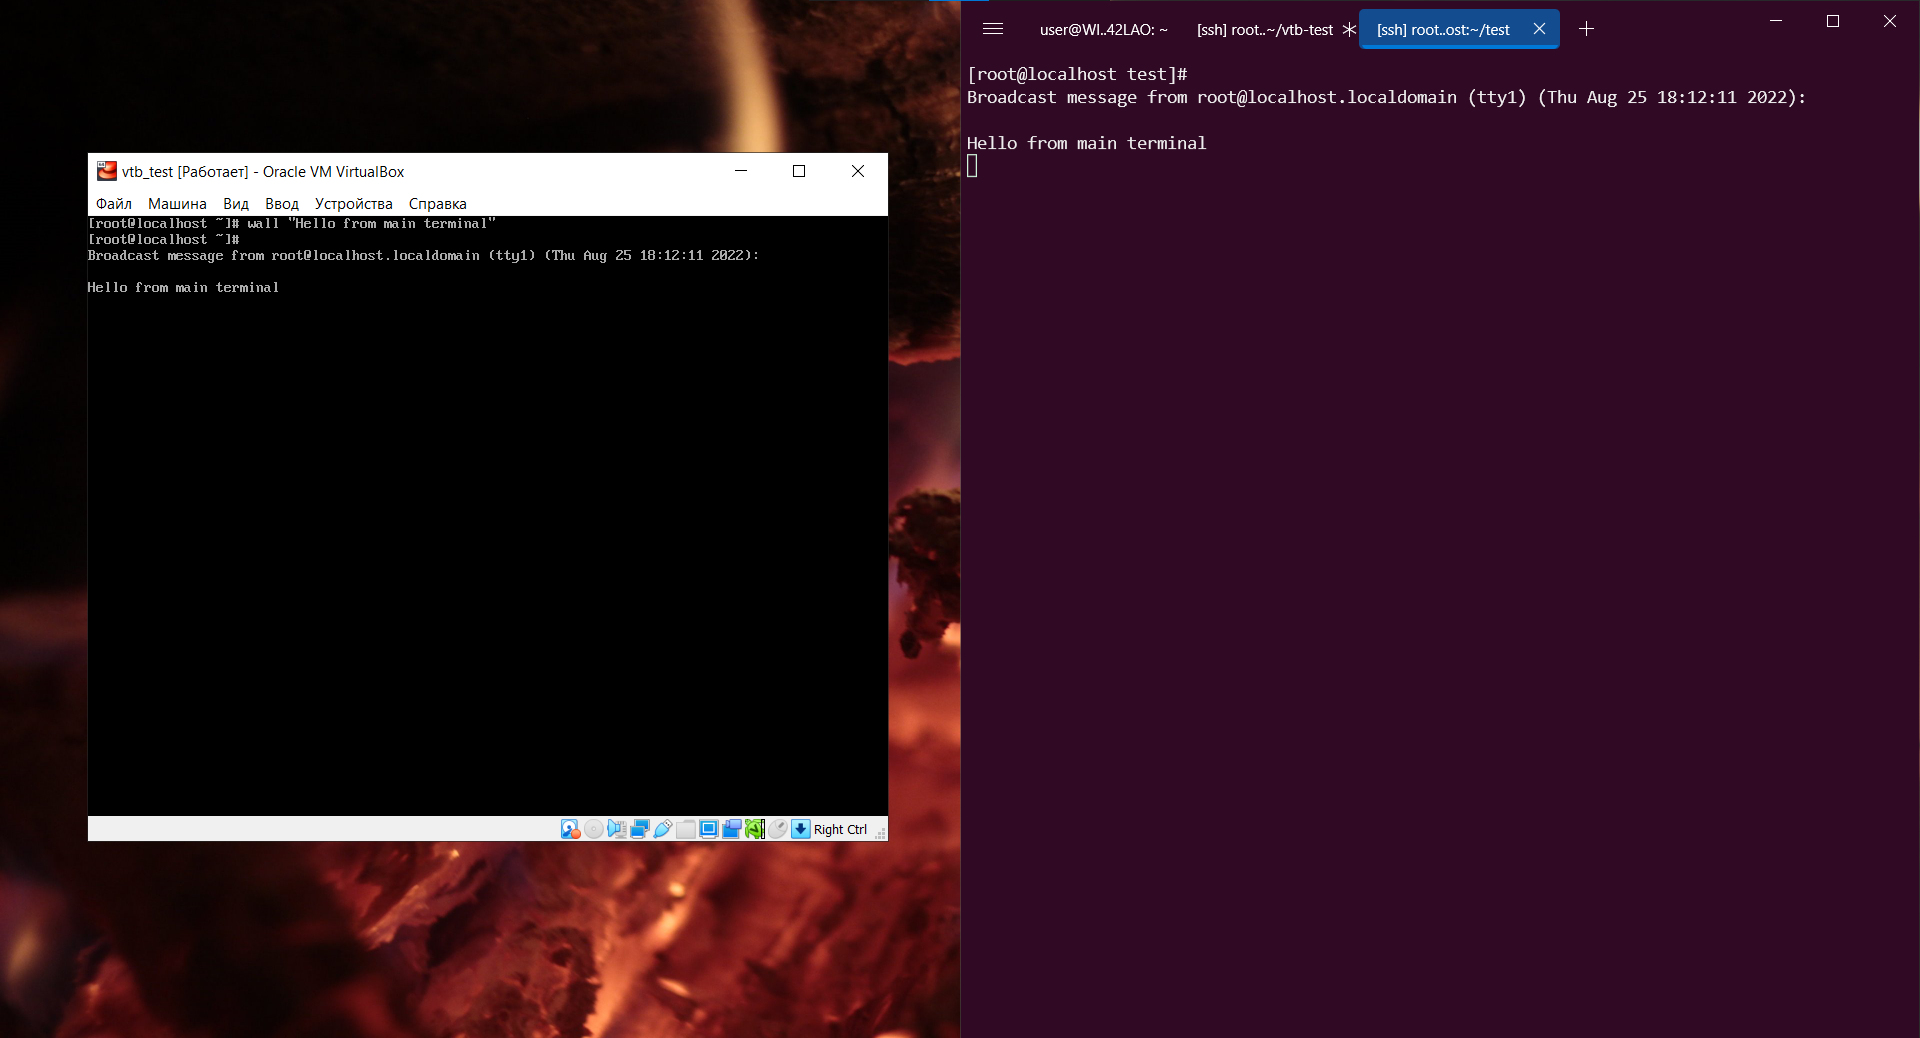 vtb_test [Работает] - Oracle VM VirtualBox
Файл Машина Вид Ввод Устройства Справка
[root@localhost ~]# wall "Hello from main terminal"
[root@localhost ~]#
Broadcast message from root@localhost.localdomain (tty1) (Thu Aug 25 18:12:11 2022):
Hello from main terminal
Right Ctrl
user@WI..42LAO: ~ [ssh] root..~/vtb-test [ssh] root..ost:~/test
[root@localhost test]#
Broadcast message from root@localhost.localdomain (tty1) (Thu Aug 25 18:12:11 2022):
Hello from main terminal